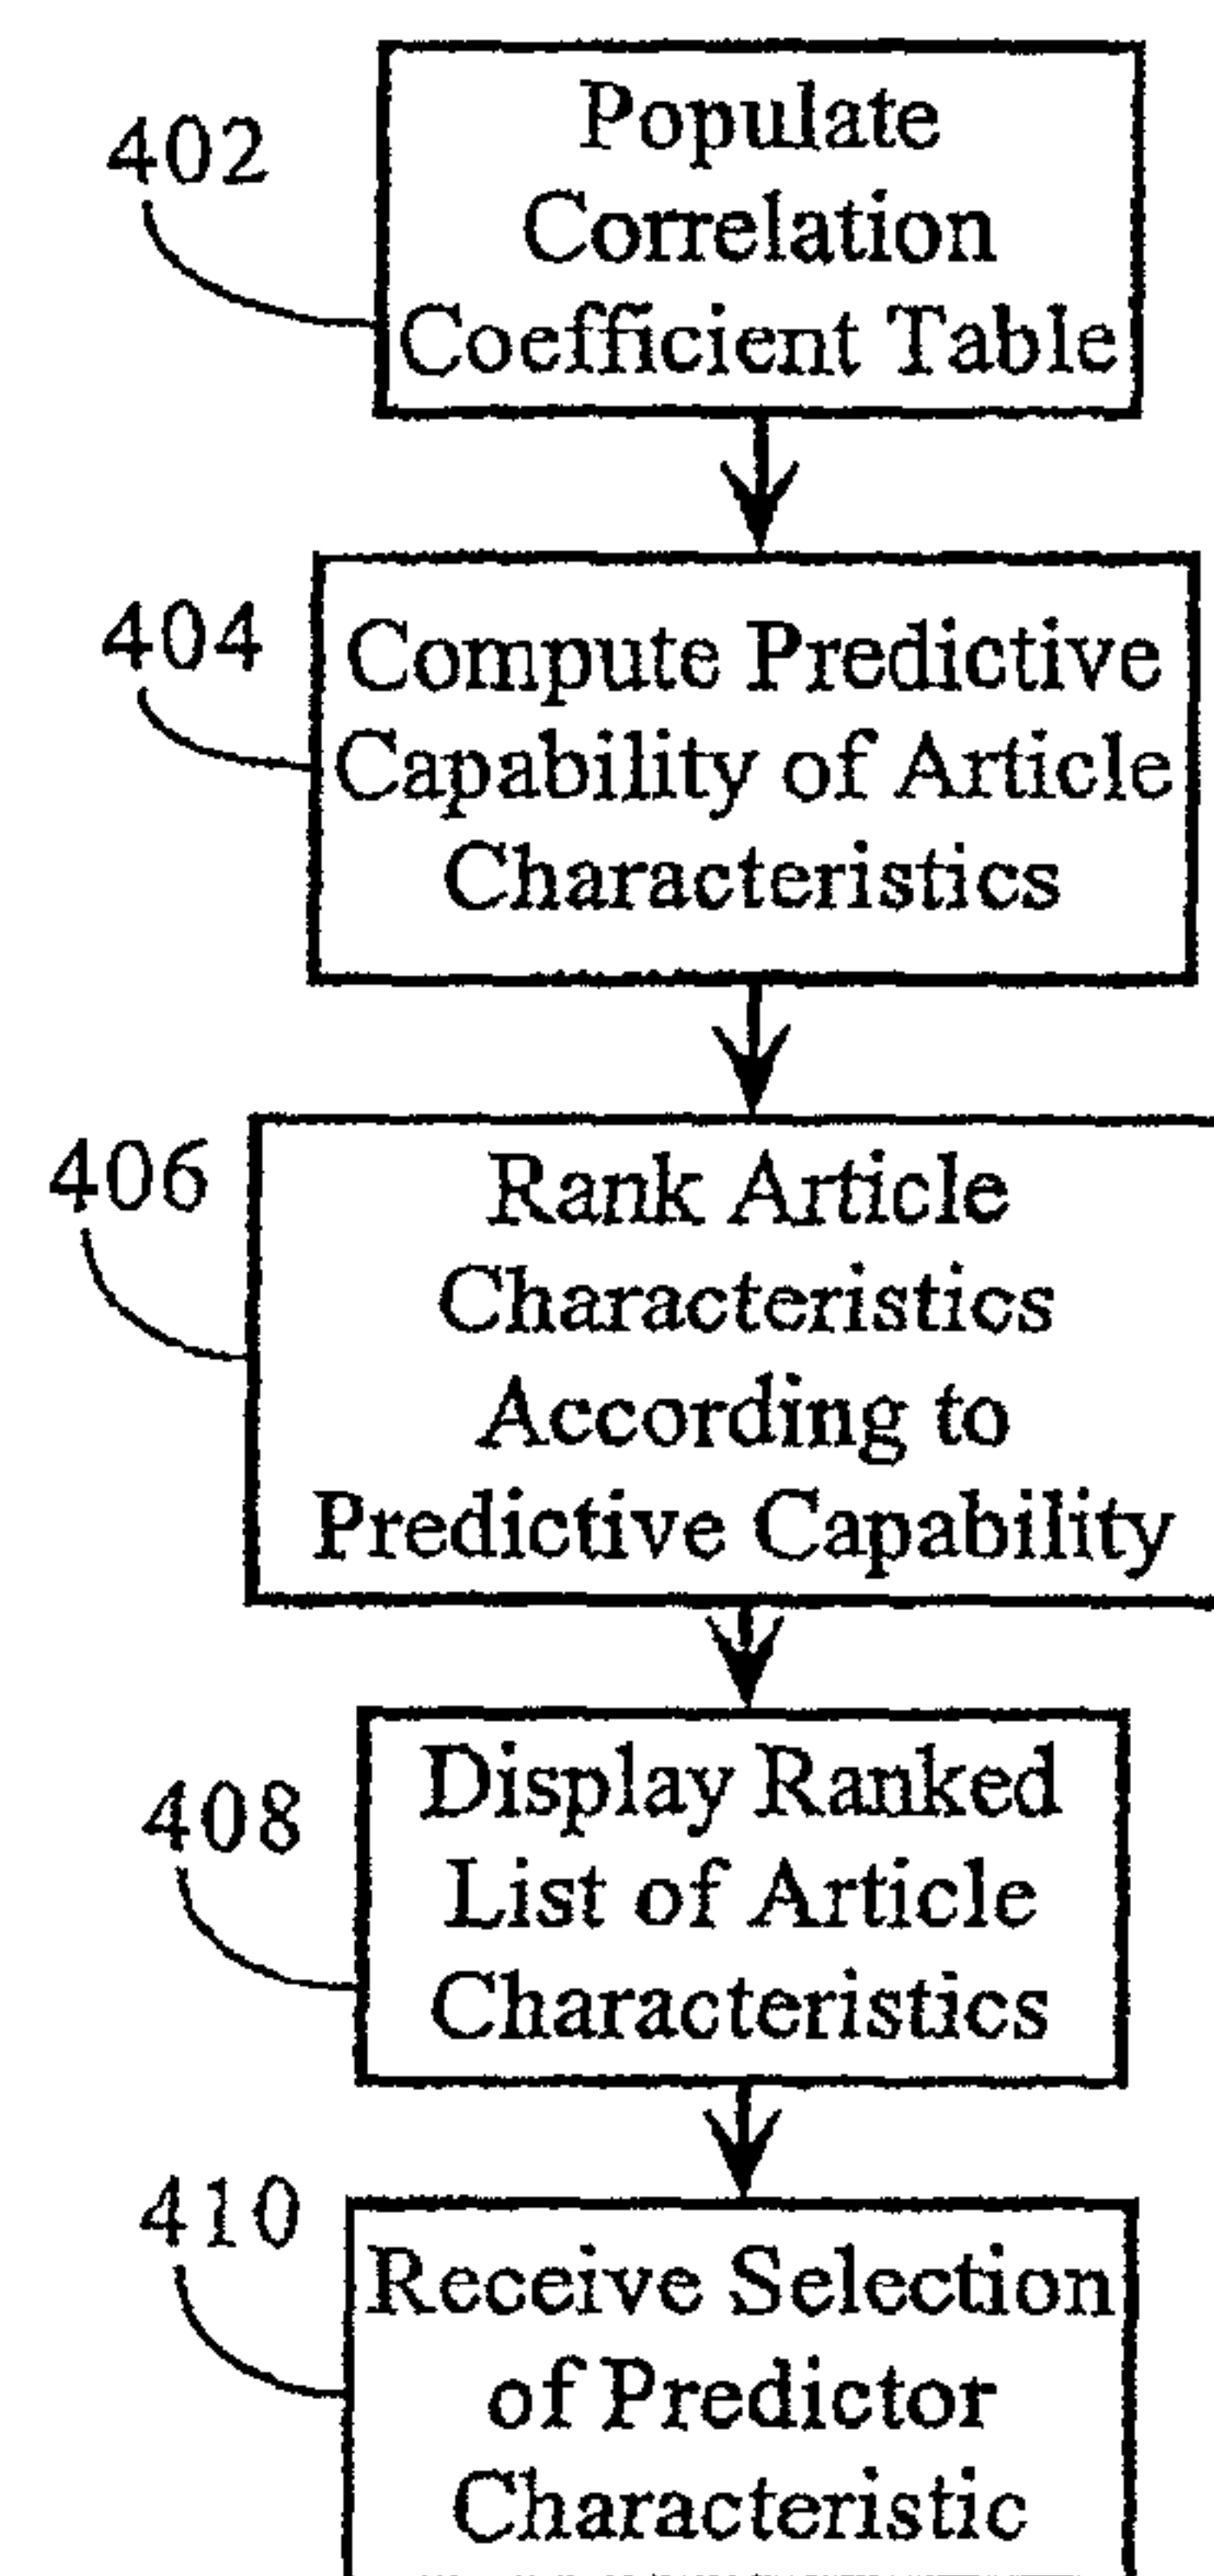 402
Populate
Correlation
Coefficient Table
404
Compute Predictive
Capability of Article
Characteristics
406
Rank Article
Characteristics
According to
Predictive Capability
408
Display Ranked
List of Article
Characteristics
410
Receive Selection
of Predictor
Characteristic